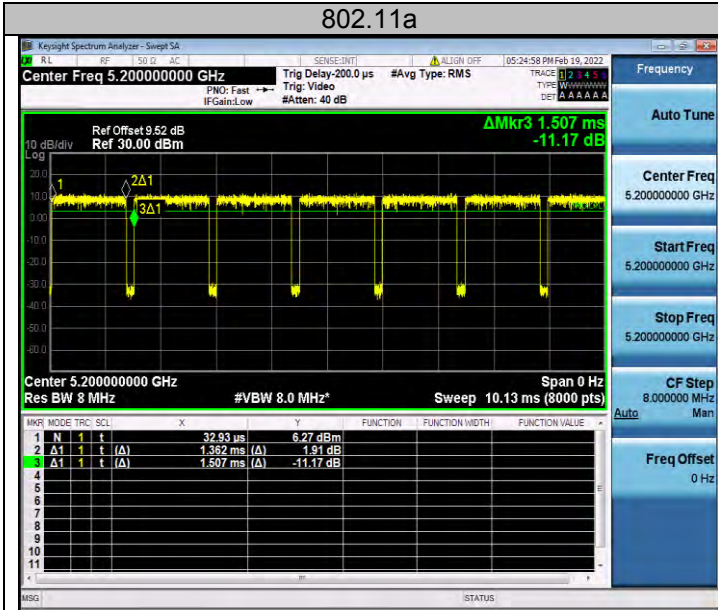 802.11a
Keysight Spectrum Analyzer - Swept SA
RL RF 50 Ω AC SENSE:INT ALIGN OFF 05:24:58 PM Feb 19, 2022
Center Freq 5.200000000 GHz
PNO: Fast
IFGain:Low
Trig Delay-200.0 µs
Trig: Video
#Atten: 40 dB
#Avg Type: RMS
TRACE 1 2 3 4 5 6
TYPE WWWWWW
DET A A A A A A
Ref Offset 9.52 dB
10 dB/div Ref 30.00 dBm
Log
ΔMkr3 1.507 ms
-11.17 dB
20.0
10.0
0.00
-10.0
-20.0
-30.0
-40.0
-50.0
-60.0
1
2Δ1
3Δ1
Center 5.200000000 GHz
Span 0 Hz
Res BW 8 MHz
#VBW 8.0 MHz*
Sweep 10.13 ms (8000 pts)
MKR MODE TRC SCL X Y FUNCTION FUNCTION WIDTH FUNCTION VALUE
1 N 1 t 32.93 µs 6.27 dBm
2 Δ1 1 t (Δ) 1.362 ms (Δ) 1.91 dB
3 Δ1 1 t (Δ) 1.507 ms (Δ) -11.17 dB
4
5
6
7
8
9
10
11
MSG
STATUS
Frequency
Auto Tune
Center Freq
5.200000000 GHz
Start Freq
5.200000000 GHz
Stop Freq
5.200000000 GHz
CF Step
8.000000 MHz
Auto Man
Freq Offset
0 Hz